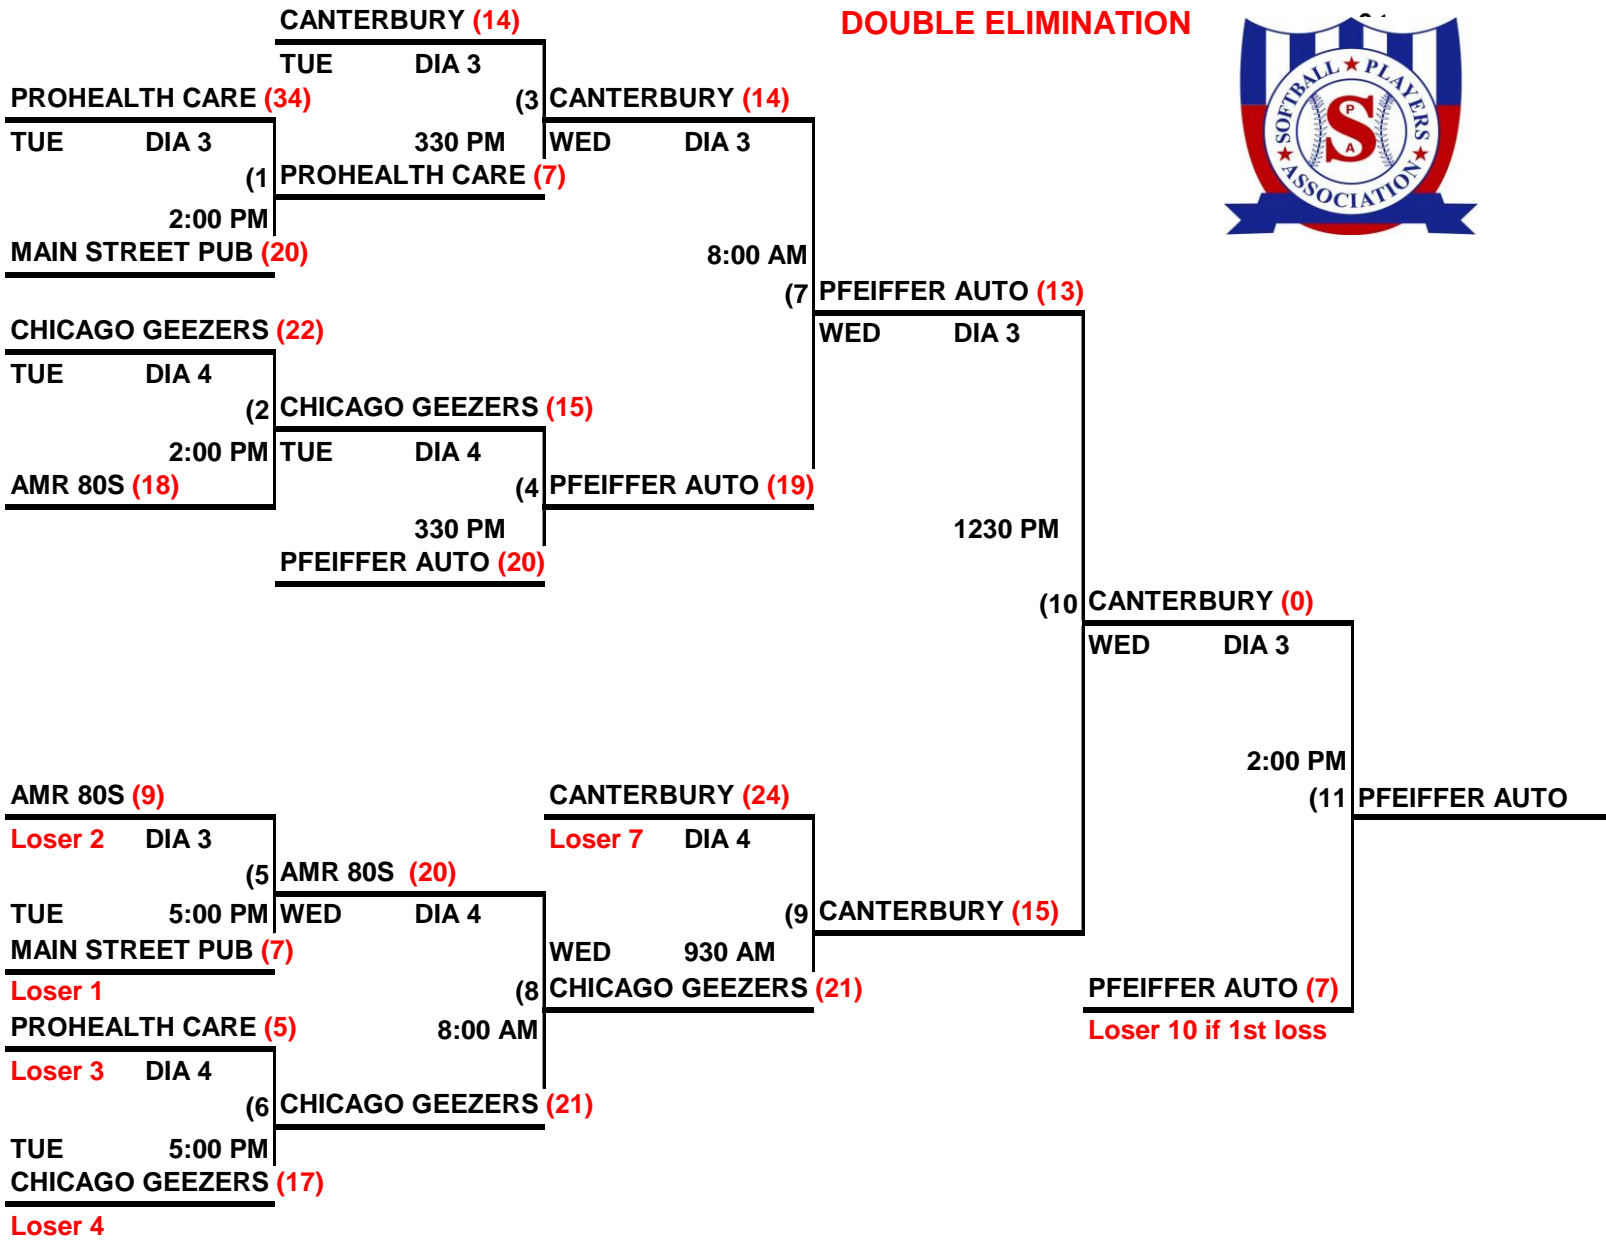 CANTERBURY (14)
DOUBLE ELIMINATION
SOFTBALL ★ PLAYERS ★ ASSOCIATION ★
P
S
A
TUE DIA 3
PROHEALTH CARE (34)
(3 CANTERBURY (14)
TUE DIA 3
330 PM
WED DIA 3
(1 PROHEALTH CARE (7)
2:00 PM
MAIN STREET PUB (20)
8:00 AM
(7 PFEIFFER AUTO (13)
CHICAGO GEEZERS (22)
WED DIA 3
TUE DIA 4
(2 CHICAGO GEEZERS (15)
2:00 PM
TUE DIA 4
AMR 80S (18)
(4 PFEIFFER AUTO (19)
330 PM
1230 PM
PFEIFFER AUTO (20)
(10 CANTERBURY (0)
WED DIA 3
2:00 PM
AMR 80S (9)
CANTERBURY (24)
(11 PFEIFFER AUTO
Loser 2 DIA 3
Loser 7 DIA 4
(5 AMR 80S (20)
TUE 5:00 PM
WED DIA 4
(9 CANTERBURY (15)
MAIN STREET PUB (7)
WED 930 AM
Loser 1
(8 CHICAGO GEEZERS (21)
PFEIFFER AUTO (7)
PROHEALTH CARE (5)
8:00 AM
Loser 10 if 1st loss
Loser 3 DIA 4
(6 CHICAGO GEEZERS (21)
TUE 5:00 PM
CHICAGO GEEZERS (17)
Loser 4